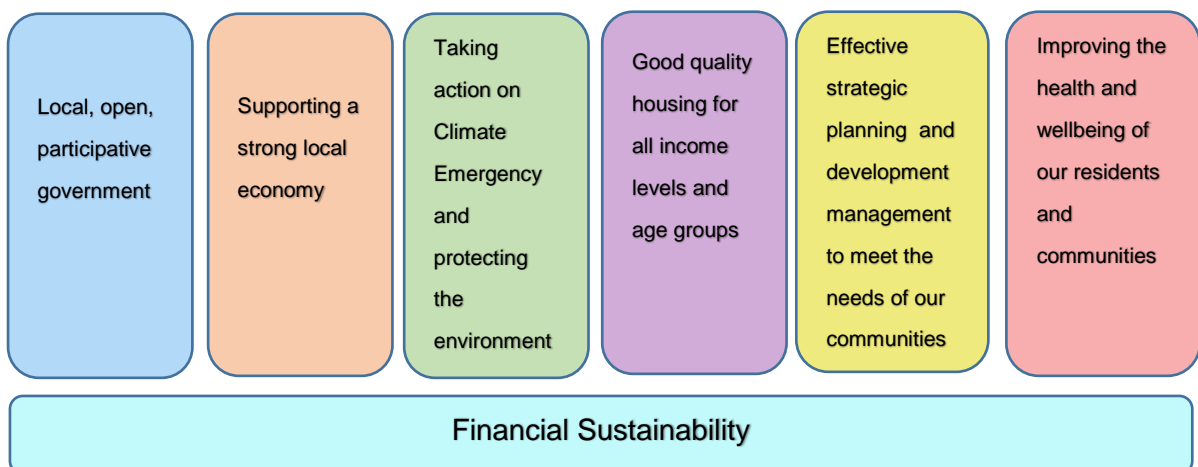 Local, open,
participative
government
Supporting a
strong local
economy
Taking
action on
Climate
Emergency
and
protecting
the
environment
Good quality
housing for
all income
levels and
age groups
Effective
strategic
planning and
development
management
to meet the
needs of our
communities
Improving the
health and
wellbeing of
our residents
and
communities
Financial Sustainability